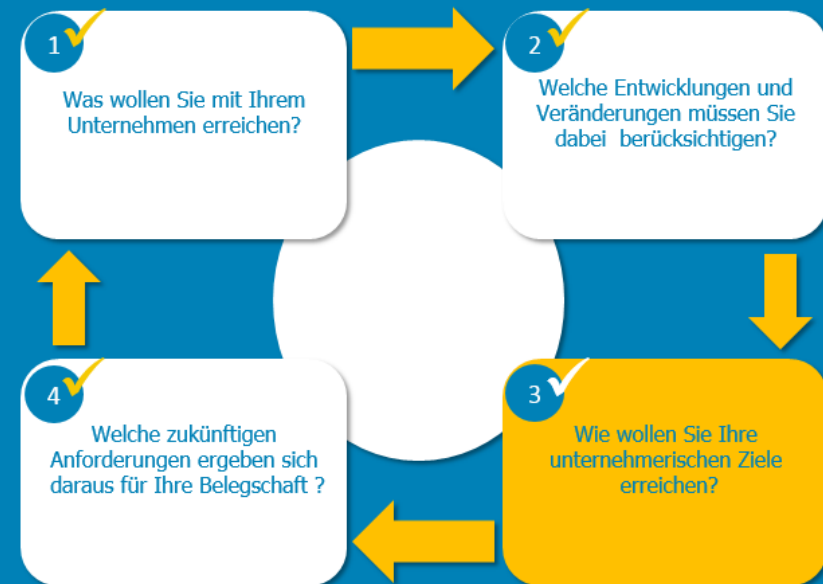 1
Was wollen Sie mit Ihrem
Unternehmen erreichen?
2
Welche Entwicklungen und
Veränderungen müssen Sie
dabei berücksichtigen?
3
Wie wollen Sie Ihre
unternehmerischen Ziele
erreichen?
4
Welche zukünftigen
Anforderungen ergeben sich
daraus für Ihre Belegschaft ?